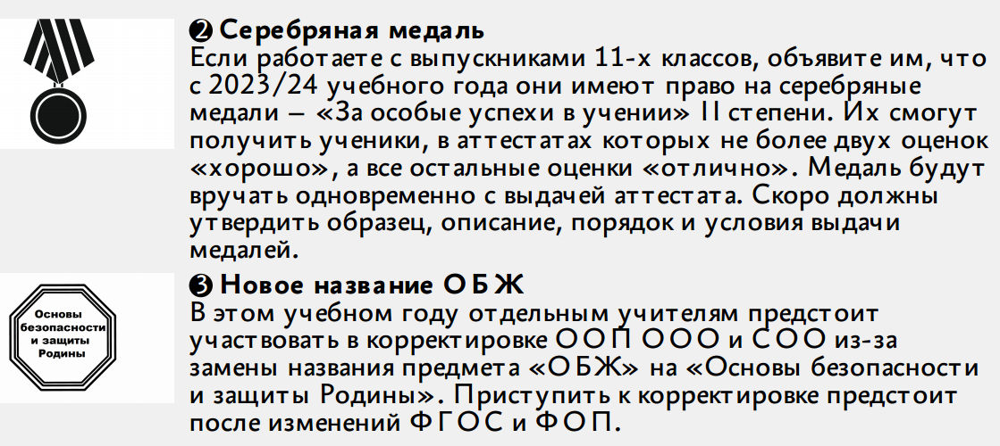 ❷ Серебряная медаль
Если работаете с выпускниками 11-х классов, объявите им, что
с 2023/24 учебного года они имеют право на серебряные
медали – «За особые успехи в учении» II степени. Их смогут
получить ученики, в аттестатах которых не более двух оценок
«хорошо», а все остальные оценки «отлично». Медаль будут
вручать одновременно с выдачей аттестата. Скоро должны
утвердить образец, описание, порядок и условия выдачи
медалей.
Основы
безопасности
и защиты
Родины
❸ Новое название ОБЖ
В этом учебном году отдельным учителям предстоит
участвовать в корректировке ООП ООО и СОО из-за
замены названия предмета «ОБЖ» на «Основы безопасности
и защиты Родины». Приступить к корректировке предстоит
после изменений ФГОС и ФОП.